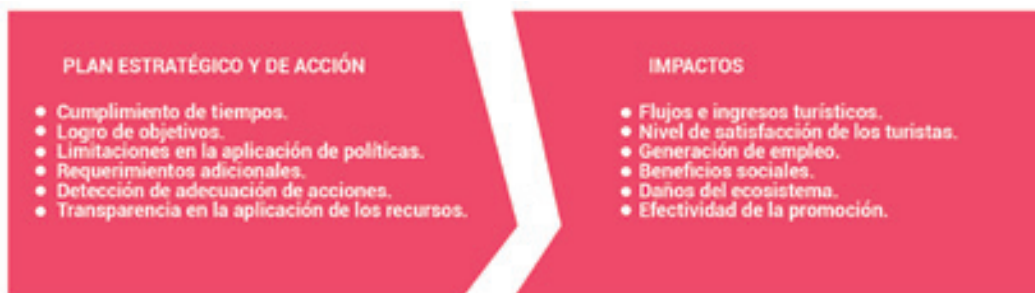 PLAN ESTRATÉGICO Y DE ACCIÓN
● Cumplimiento de tiempos.
● Logro de objetivos.
● Limitaciones en la aplicación de políticas.
● Requerimientos adicionales.
● Detección de adecuación de acciones.
● Transparencia en la aplicación de los recursos.
IMPACTOS
● Flujos e ingresos turísticos.
● Nivel de satisfacción de los turistas.
● Generación de empleo.
● Beneficios sociales.
● Daños del ecosistema.
● Efectividad de la promoción.